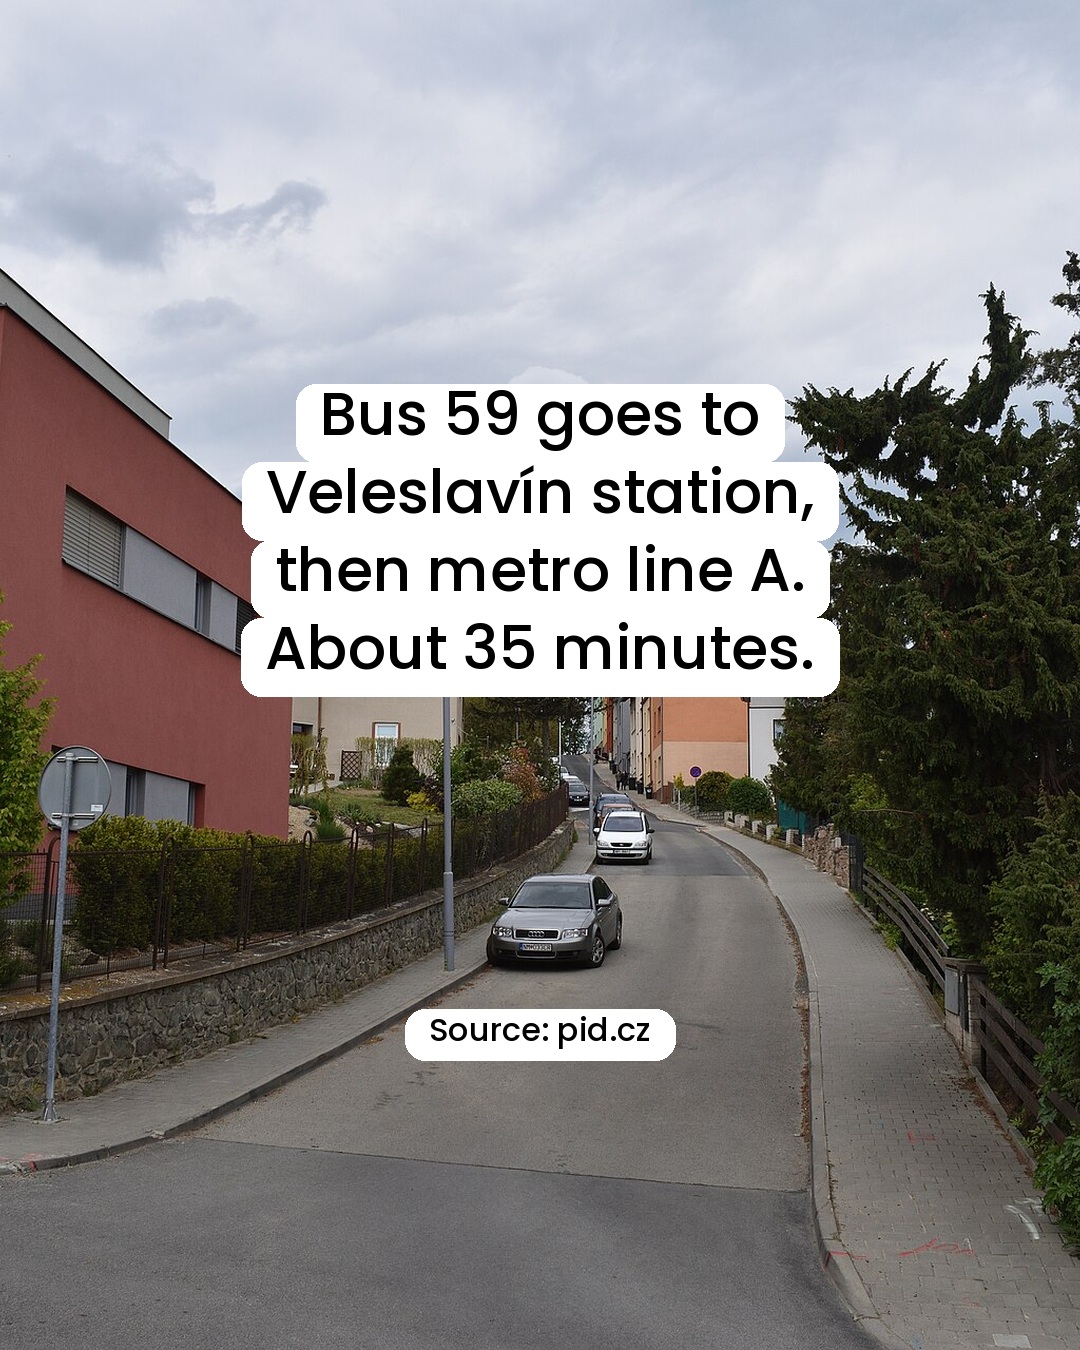 Bus 59 goes to
Veleslavín station,
then metro line A.
About 35 minutes.
Source: pid.cz